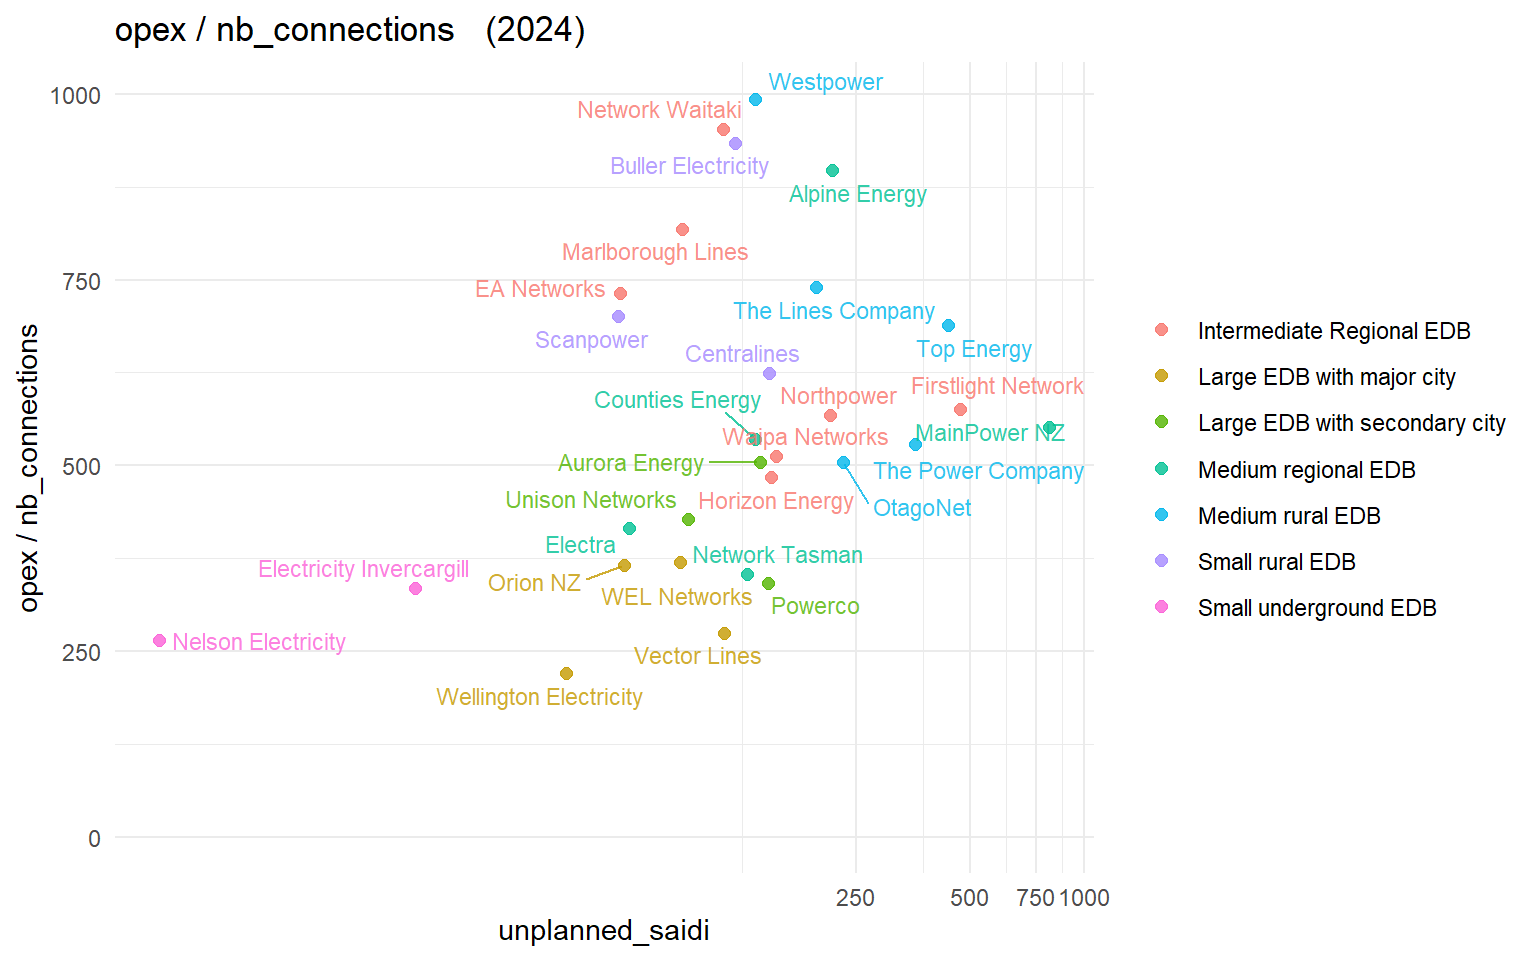 opex / nb_connections (2024)
Westpower
1000
Network Waitaki
Buller Electricity
Alpine Energy
Marlborough Lines
750
EA Networks
The Lines Company
Scanpower
Top Energy
Centralines
Firstlight Network
Northpower
Counties Energy
MainPower NZ
Waipa Networks
500
Aurora Energy
The Power Company
Unison Networks
Horizon Energy
OtagoNet
Electra
Network Tasman
Electricity Invercargill
Orion NZ
WEL Networks
Powerco
Nelson Electricity
250
Vector Lines
Wellington Electricity
0
opex / nb_connections
250
500
750
1000
unplanned_saidi
Intermediate Regional EDB
Large EDB with major city
Large EDB with secondary city
Medium regional EDB
Medium rural EDB
Small rural EDB
Small underground EDB